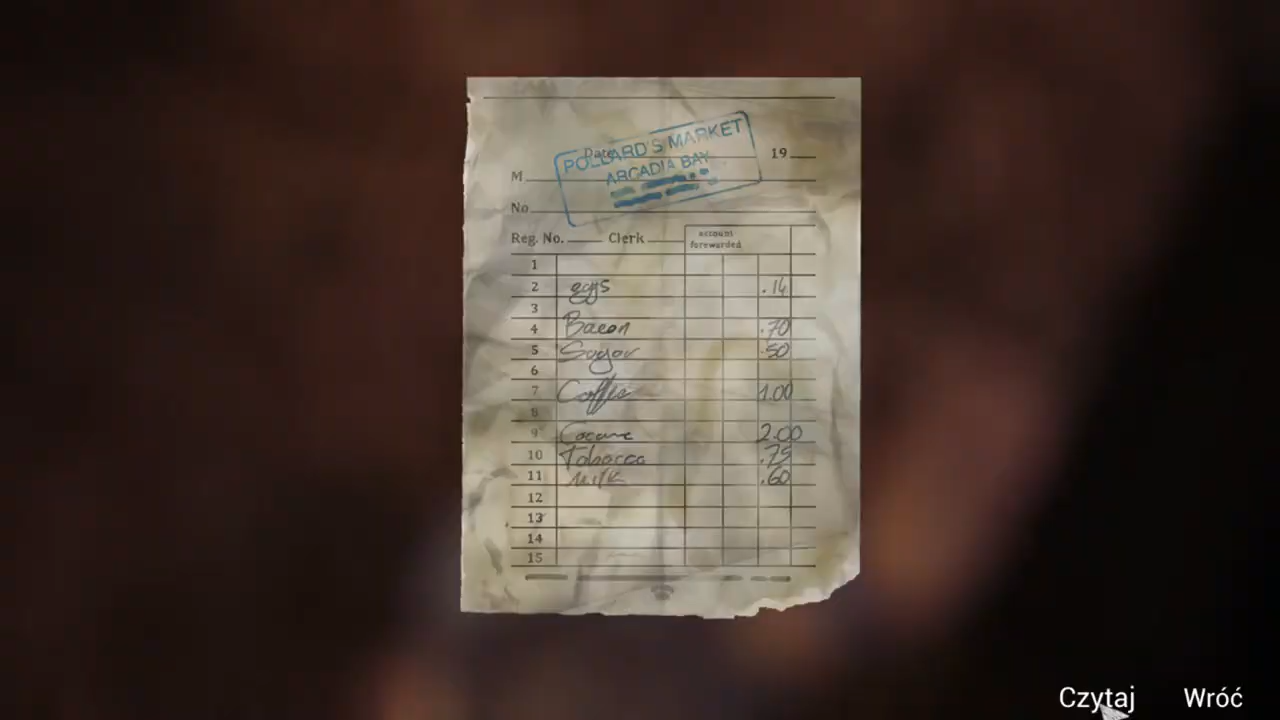 POLLARD'S MARKET
ARCADIA BAY
Date 19
M
No
Reg. No. Clerk account forewarded
1
2 eggs .14
3
4 Bacon .70
5 Sugar .50
6
7 Coffee 1.00
8
9 2.00
10 Tobacco .75
11 Milk .60
12
13
14
15
Czytaj Wróć